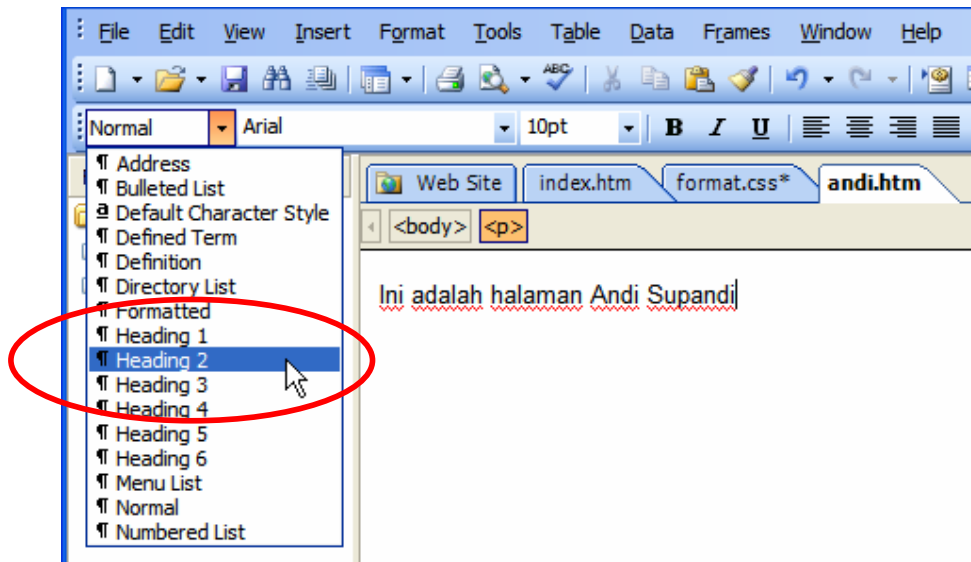 File Edit View Insert Format Tools Table Data Frames Window Help
ABC
Normal Arial 10pt B I U
Address
Bulleted List
a Default Character Style
Defined Term
Definition
Directory List
Formatted
Heading 1
Heading 2
Heading 3
Heading 4
Heading 5
Heading 6
Menu List
Normal
Numbered List
Web Site index.htm format.css* andi.htm
<body> <p>
Ini adalah halaman Andi Supandi